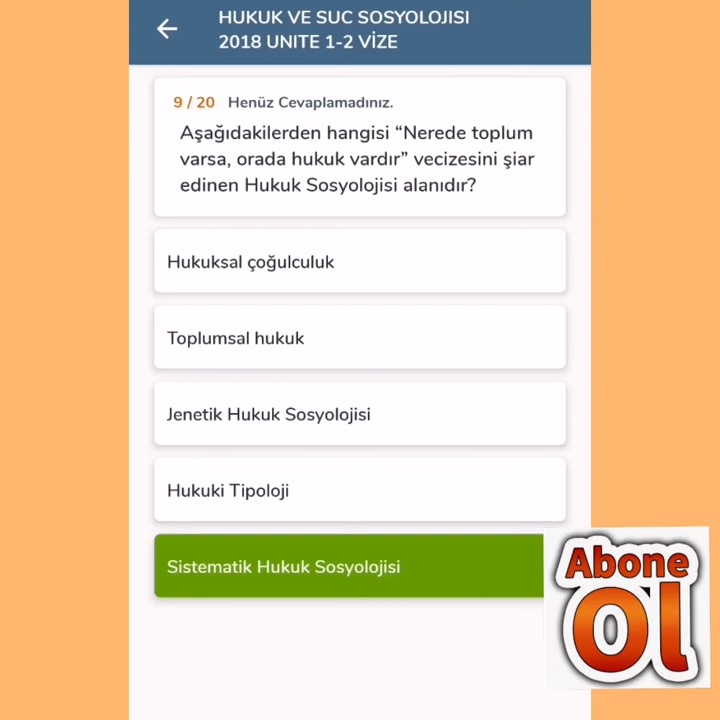 HUKUK VE SUC SOSYOLOJISI
2018 UNITE 1-2 VİZE
9 / 20 Henüz Cevaplamadınız.
Aşağıdakilerden hangisi “Nerede toplum
varsa, orada hukuk vardır” vecizesini şiar
edinen Hukuk Sosyolojisi alanıdır?
Hukuksal çoğulculuk
Toplumsal hukuk
Jenetik Hukuk Sosyolojisi
Hukuki Tipoloji
Sistematik Hukuk Sosyolojisi
Abone
Ol